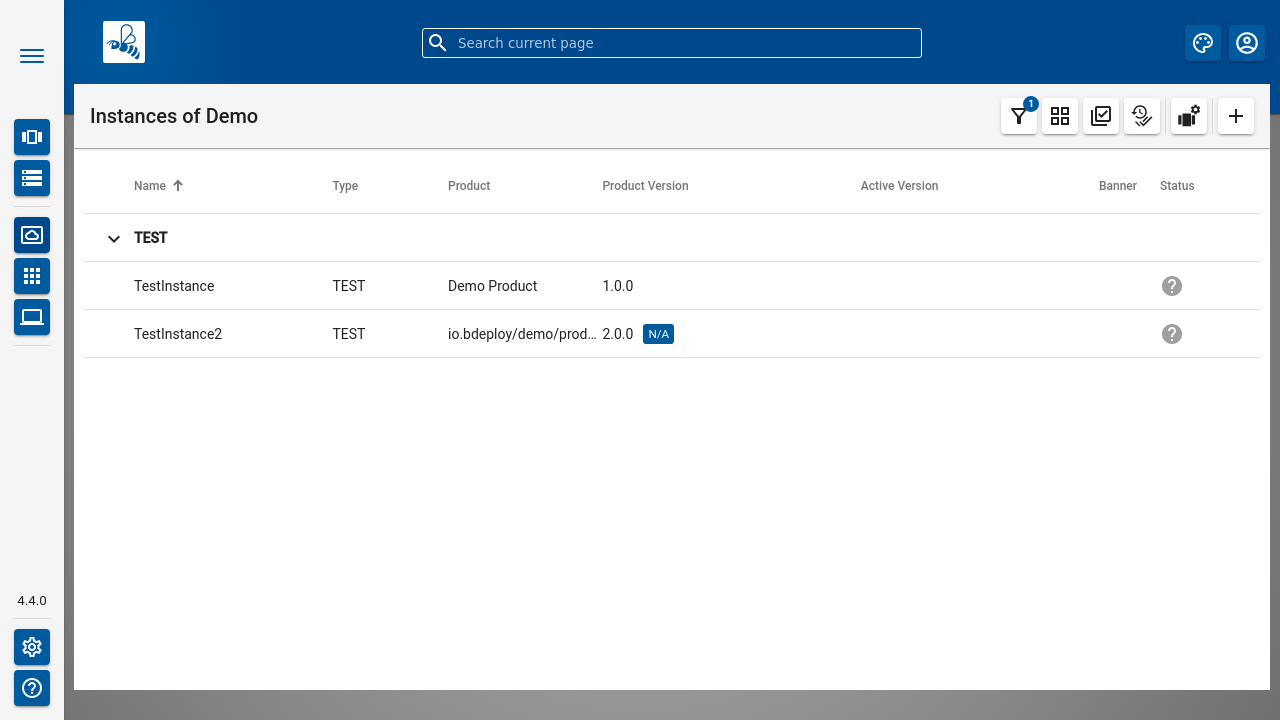 Search current page
Instances of Demo
1
Name Type Product Product Version Active Version Banner Status
TEST
TestInstance TEST Demo Product 1.0.0
TestInstance2 TEST io.bdeploy/demo/prod… 2.0.0 N/A
4.4.0